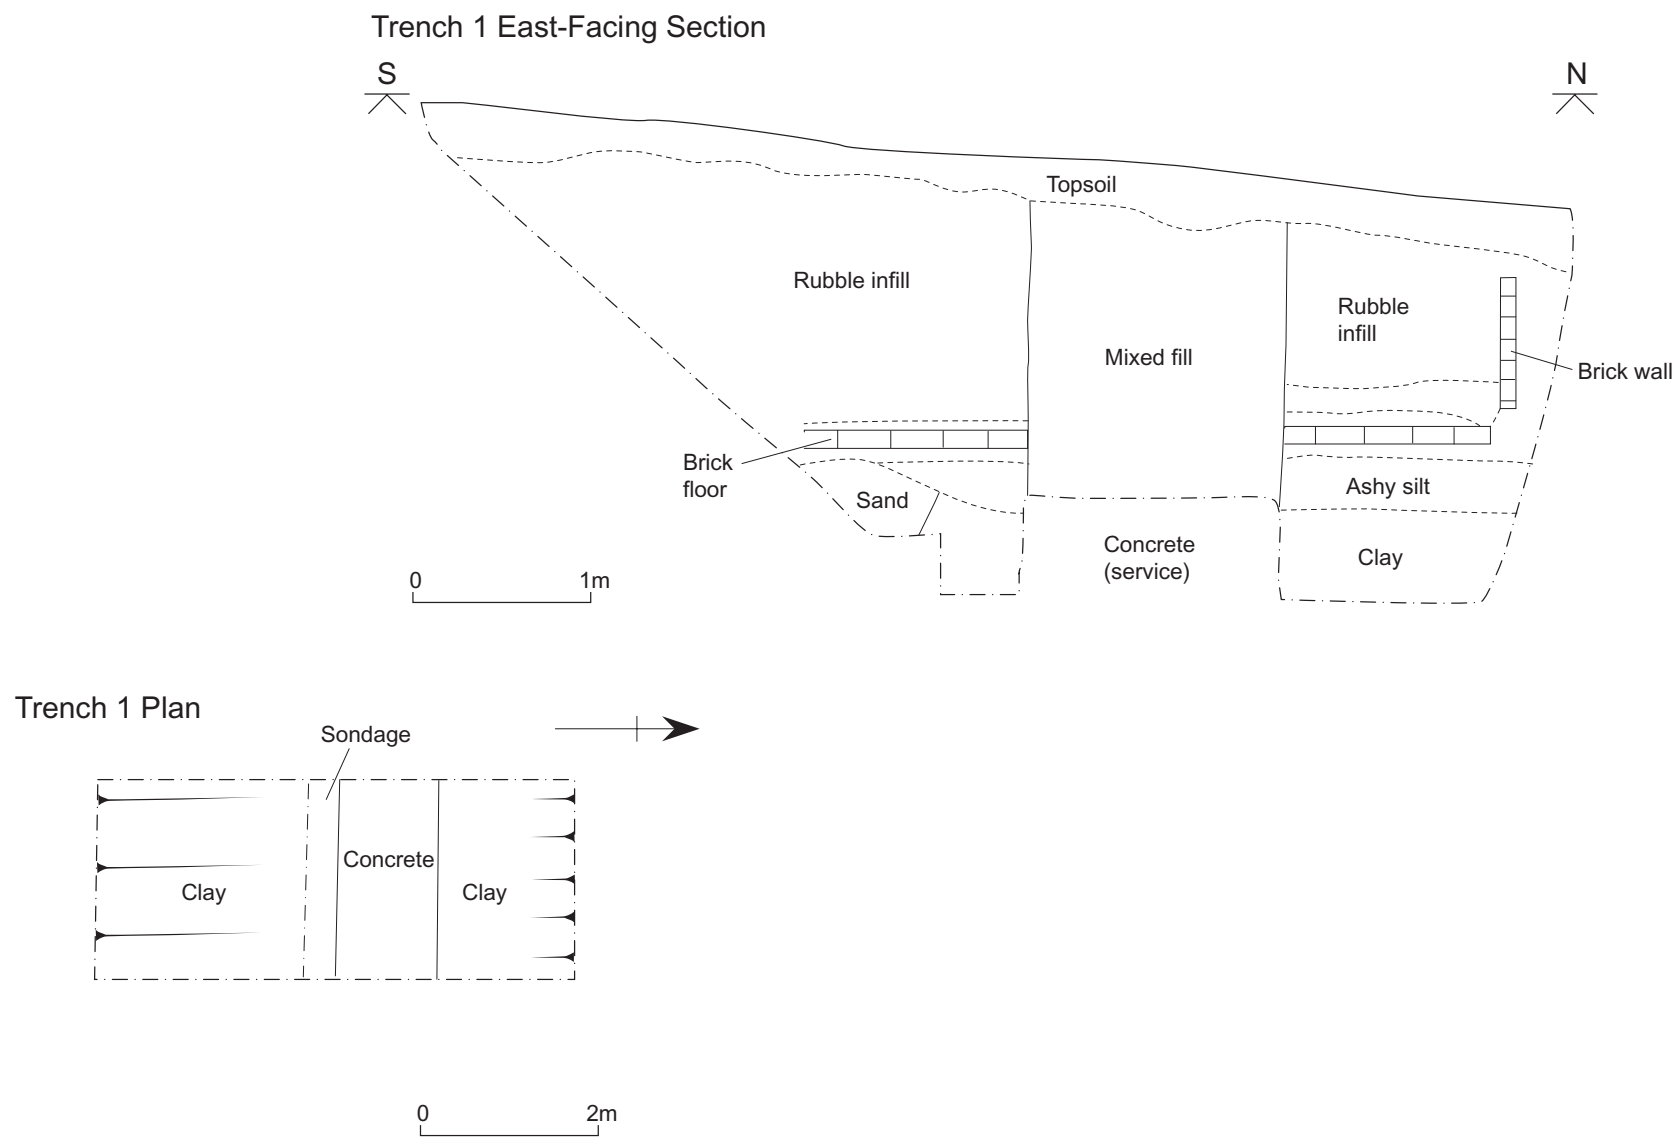 Trench 1 East-Facing Section
S
N
Topsoil
Rubble infill
Rubble
infill
Mixed fill
Brick wall
Brick
floor
Sand
Ashy silt
Concrete
(service)
Clay
0
1m
Trench 1 Plan
Sondage
Concrete
Clay
Clay
0
2m